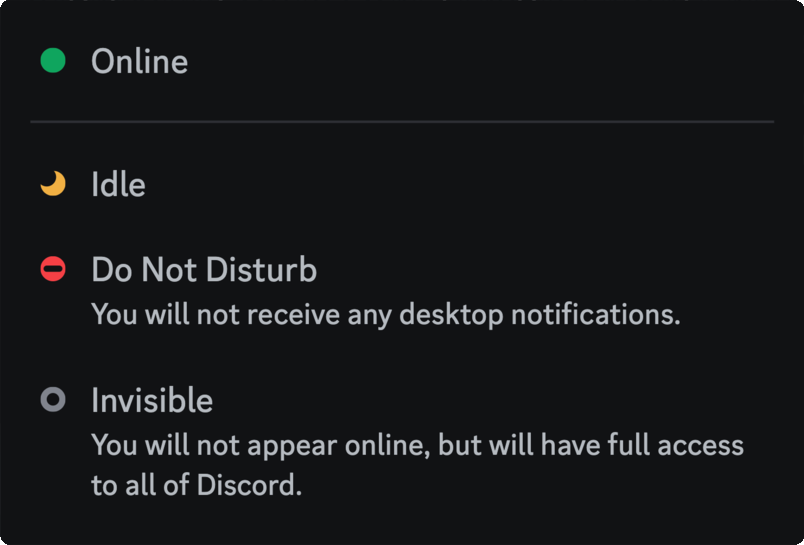 Online
Idle
Do Not Disturb
You will not receive any desktop notifications.
Invisible
You will not appear online, but will have full access
to all of Discord.